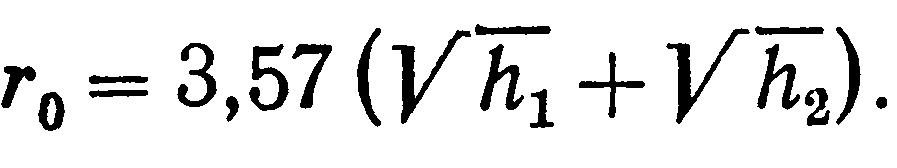 r₀ = 3,57 (√h₁ + √h₂).